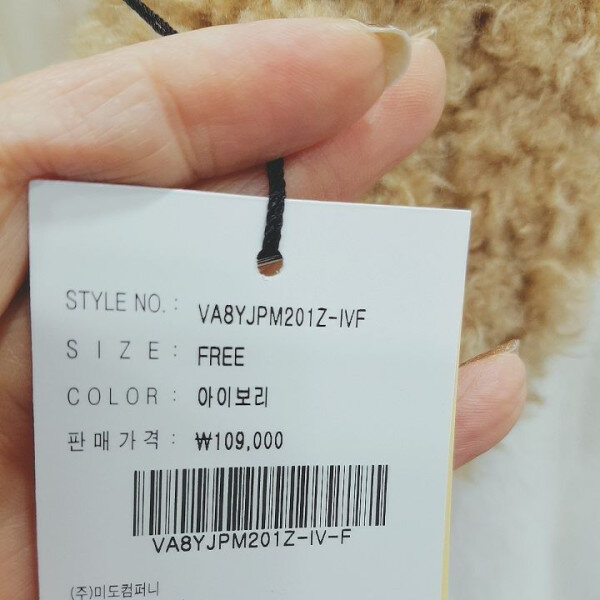 STYLE NO. : VA8YJPM201Z-IVF
SIZE : FREE
COLOR : 아이보리
판매가격 : ₩109,000
VA8YJPM201Z-IV-F
(주)미도컴퍼니